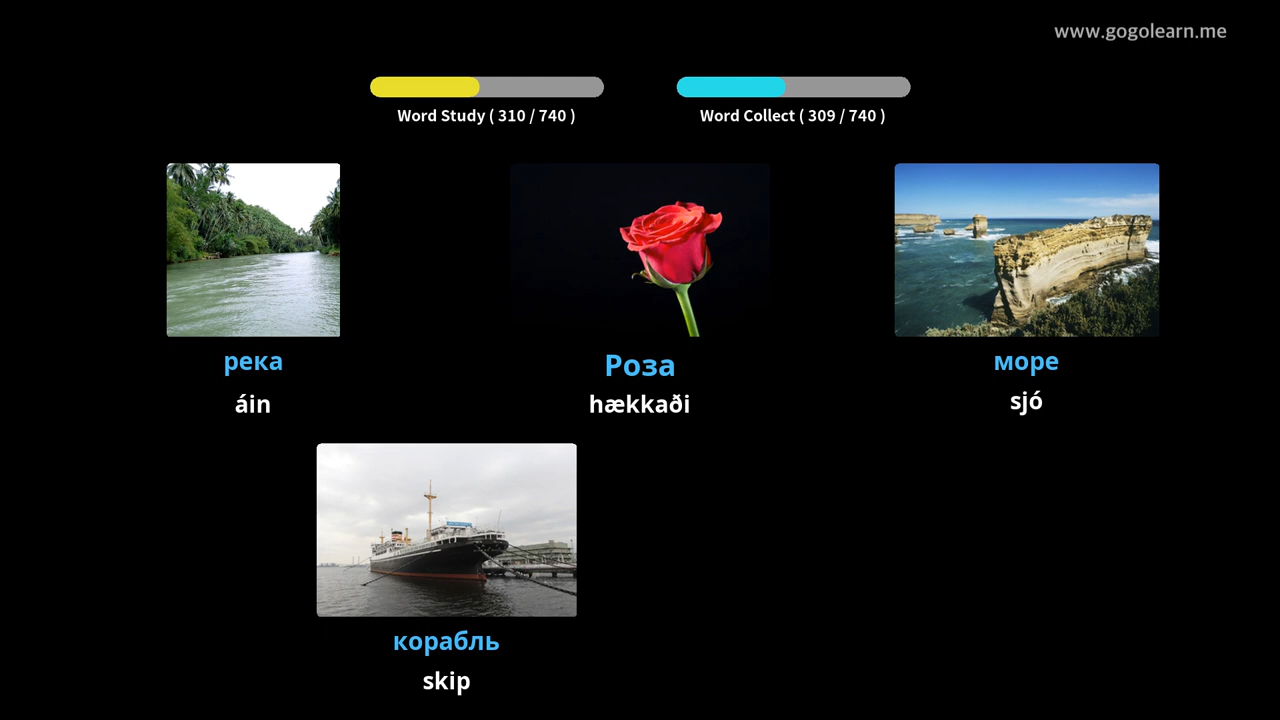 www.gogolearn.me
Word Study ( 310 / 740 )
Word Collect ( 309 / 740 )
река
Роза
море
áin
hækkaði
sjó
корабль
skip